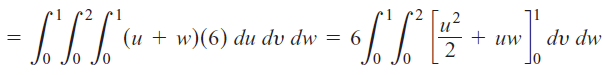 = ∫₀¹ ∫₀² ∫₀¹ (u + w)(6) du dv dw = 6 ∫₀¹ ∫₀² [u²/2 + uw]₀¹ dv dw